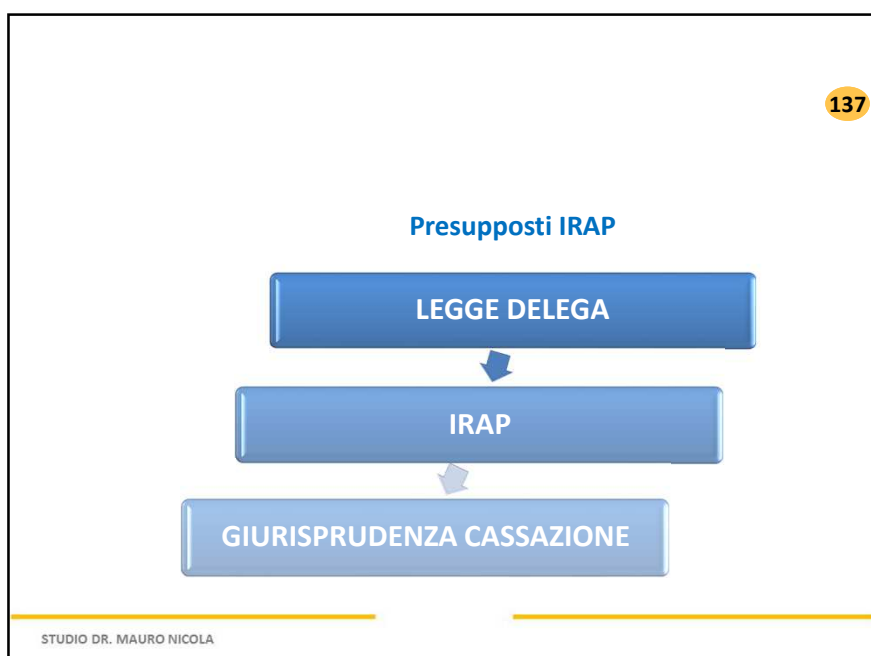 137
Presupposti IRAP
LEGGE DELEGA
IRAP
GIURISPRUDENZA CASSAZIONE
STUDIO DR. MAURO NICOLA